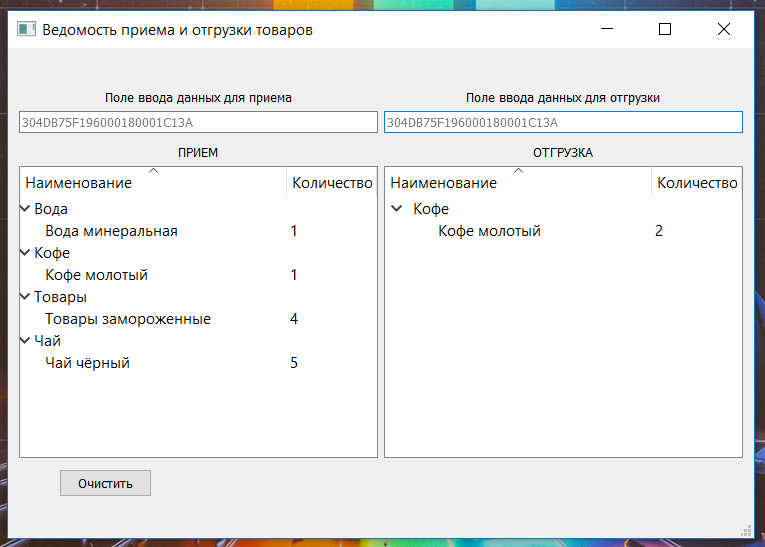 Ведомость приема и отгрузки товаров
Поле ввода данных для приема
Поле ввода данных для отгрузки
304DB75F196000180001C13A
304DB75F196000180001C13A
ПРИЕМ
ОТГРУЗКА
Наименование Количество
Вода
Вода минеральная 1
Кофе
Кофе молотый 1
Товары
Товары замороженные 4
Чай
Чай чёрный 5
Наименование Количество
Кофе
Кофе молотый 2
Очистить